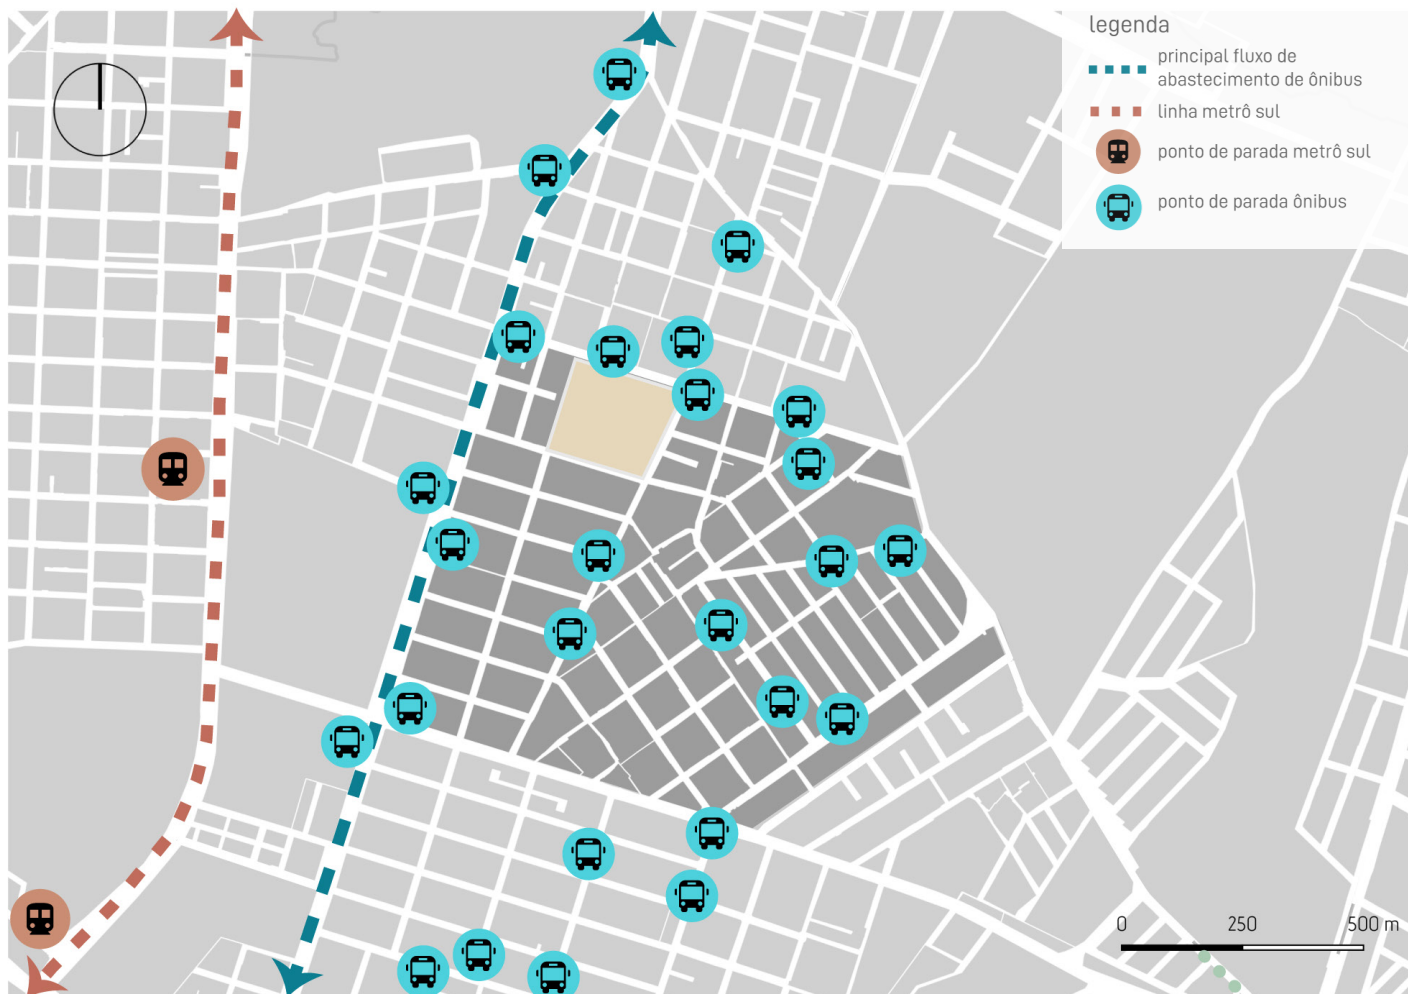 legenda
principal fluxo de
abastecimento de ônibus
linha metrô sul
ponto de parada metrô sul
ponto de parada ônibus
0 250 500 m